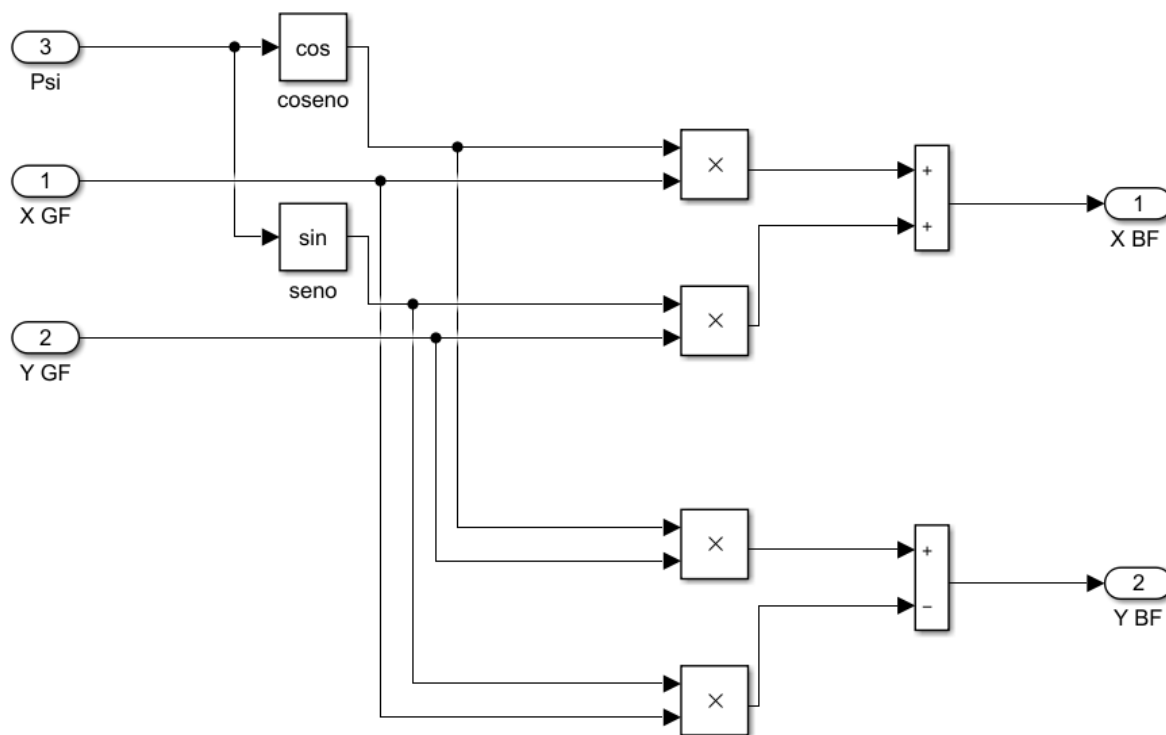 3
Psi
cos
coseno
×
+
1
X GF
+
1
X BF
sin
seno
×
2
Y GF
×
+
2
Y BF
−
×